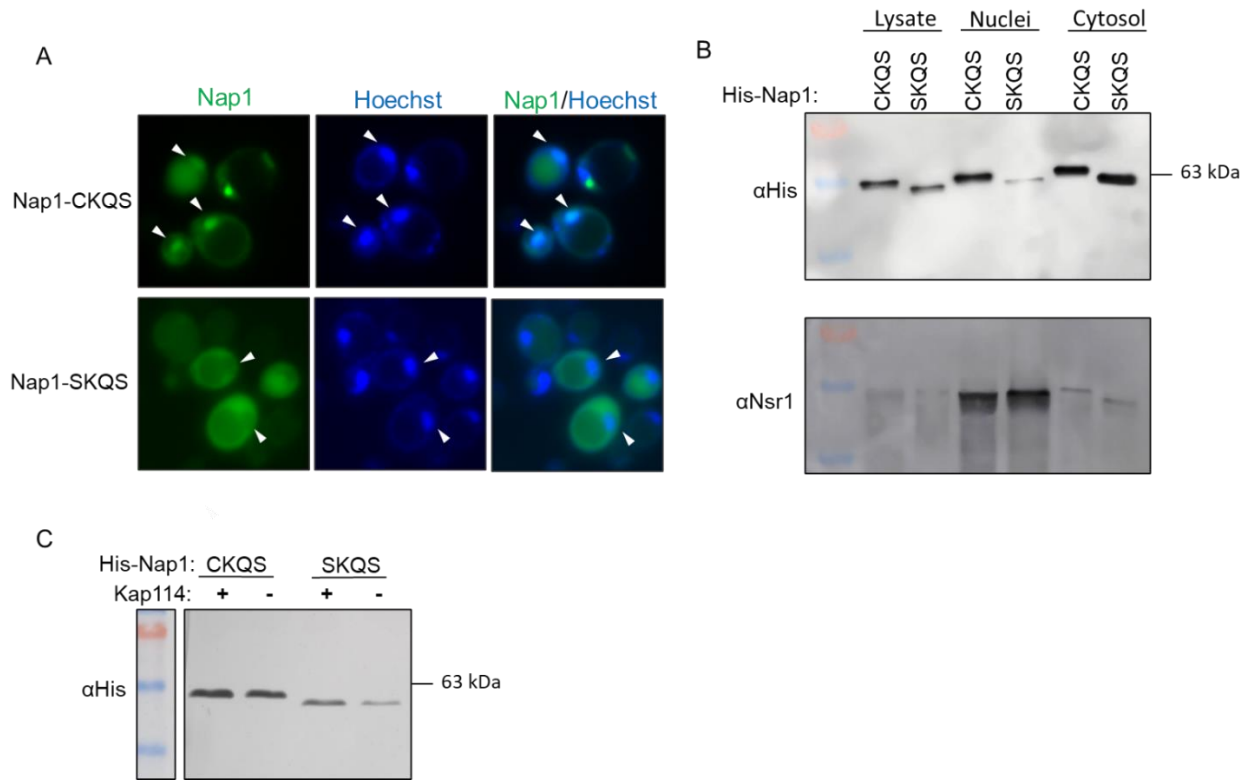 A
Nap1
Hoechst
Nap1/Hoechst
Nap1-CKQS
Nap1-SKQS
B
Lysate
Nuclei
Cytosol
His-Nap1:
CKQS
SKQS
CKQS
SKQS
CKQS
SKQS
αHis
63 kDa
αNsr1
C
His-Nap1:
CKQS
SKQS
Kap114:
+
-
+
-
αHis
63 kDa